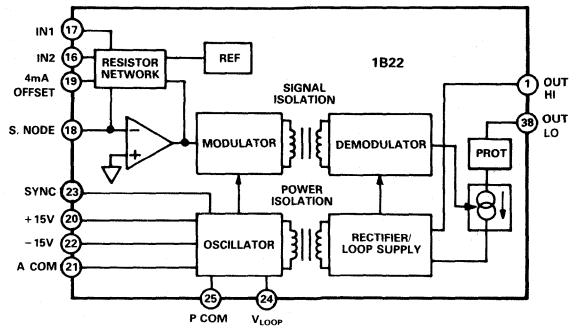 IN1
17
IN2
16
4mA
OFFSET
19
RESISTOR
NETWORK
REF
1B22
1
OUT
HI
SIGNAL
ISOLATION
38
OUT
LO
S. NODE
18
−
+
MODULATOR
DEMODULATOR
PROT
SYNC
23
POWER
ISOLATION
+15V
20
−15V
22
A COM
21
OSCILLATOR
RECTIFIER/
LOOP SUPPLY
25
24
P COM
VLOOP